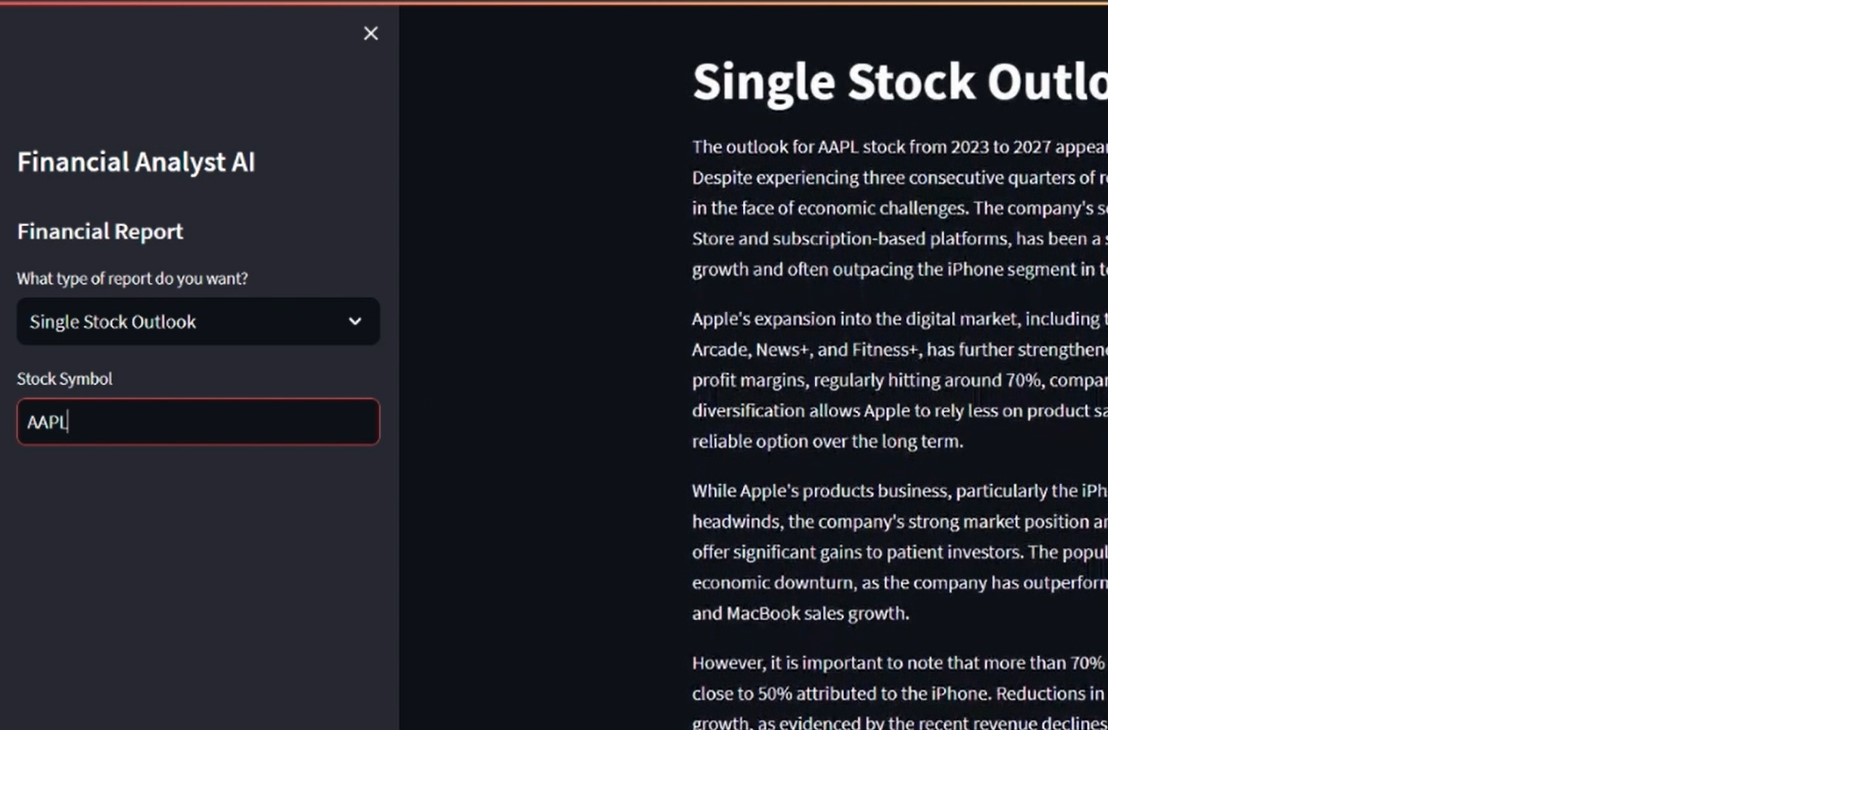 Financial Analyst AI
Financial Report
What type of report do you want?
Single Stock Outlook
Stock Symbol
AAPL
Single Stock Outlo
The outlook for AAPL stock from 2023 to 2027 appear
Despite experiencing three consecutive quarters of r
in the face of economic challenges. The company's s
Store and subscription-based platforms, has been a s
growth and often outpacing the iPhone segment in t
Apple's expansion into the digital market, including t
Arcade, News+, and Fitness+, has further strengthen
profit margins, regularly hitting around 70%, compar
diversification allows Apple to rely less on product sa
reliable option over the long term.
While Apple's products business, particularly the iPh
headwinds, the company's strong market position an
offer significant gains to patient investors. The popul
economic downturn, as the company has outperform
and MacBook sales growth.
However, it is important to note that more than 70%
close to 50% attributed to the iPhone. Reductions in
growth, as evidenced by the recent revenue declines